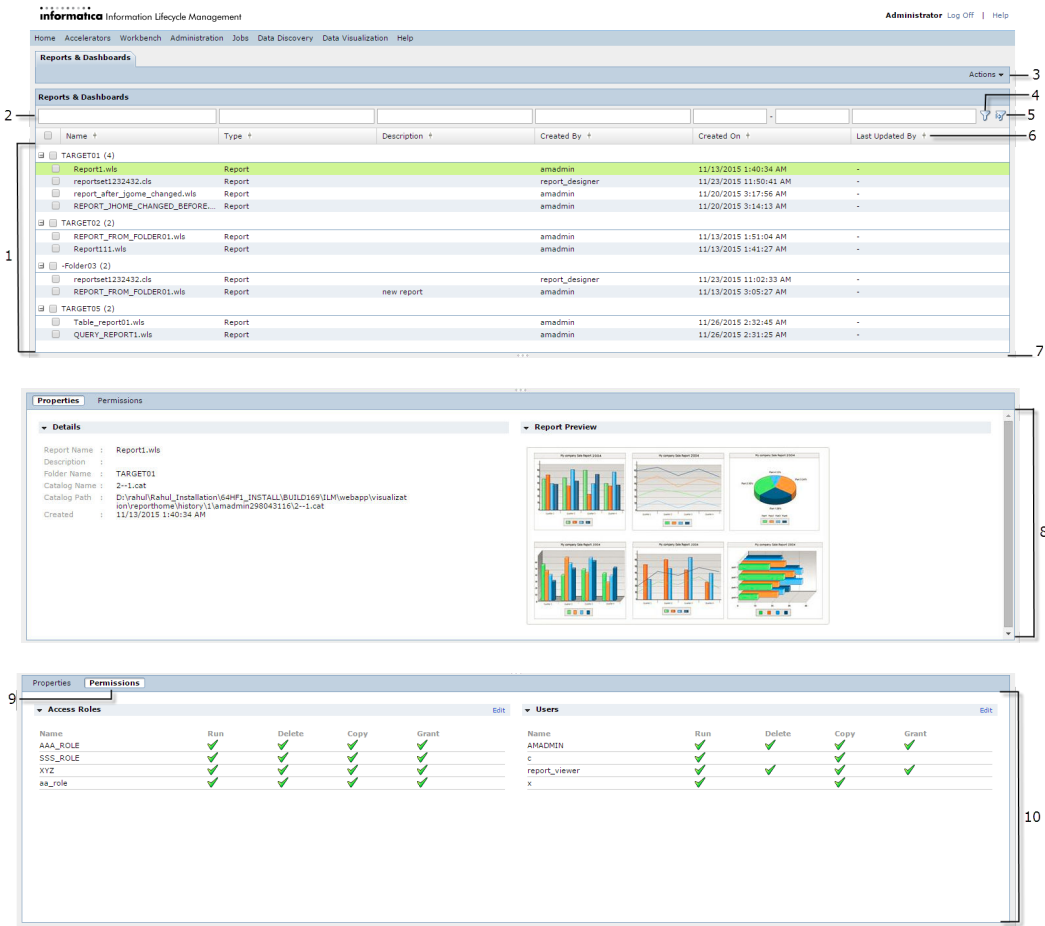 informatica Information Lifecycle Management
Administrator Log Off | Help
Home Accelerators Workbench Administration Jobs Data Discovery Data Visualization Help
Reports & Dashboards
Actions
3
Reports & Dashboards
4
2
-
5
Name Type Description Created By Created On Last Updated By
6
1
TARGET01 (4)
Report1.wls Report amadmin 11/13/2015 1:40:34 AM -
reportset1232432.cls Report report_designer 11/23/2015 11:50:41 AM -
report_after_jgome_changed.wls Report amadmin 11/20/2015 3:17:56 AM -
REPORT_JHOME_CHANGED_BEFORE.... Report amadmin 11/20/2015 3:14:13 AM -
TARGET02 (2)
REPORT_FROM_FOLDER01.wls Report amadmin 11/13/2015 1:51:04 AM -
Report111.wls Report amadmin 11/13/2015 1:41:27 AM -
-Folder03 (2)
reportset1232432.cls Report report_designer 11/23/2015 11:02:33 AM -
REPORT_FROM_FOLDER01.wls Report new report amadmin 11/13/2015 3:05:27 AM -
TARGET05 (2)
Table_report01.wls Report amadmin 11/26/2015 2:32:45 AM -
QUERY_REPORT1.wls Report amadmin 11/26/2015 2:31:25 AM -
7
Properties Permissions
Details
Report Preview
Report Name : Report1.wls
Description :
Folder Name : TARGET01
Catalog Name : 2--1.cat
Catalog Path : D:\rahul\Rahul_Installation\64HF1_INSTALL\BUILD169\ILM\webapp\visualizat
ion\reporthome\history\1\amadmin298043116\2--1.cat
Created : 11/13/2015 1:40:34 AM
8
Properties Permissions
9
Access Roles Edit
Users Edit
Name Run Delete Copy Grant
AAA_ROLE
SSS_ROLE
XYZ
aa_role
Name Run Delete Copy Grant
AMADMIN
c
report_viewer
x
10